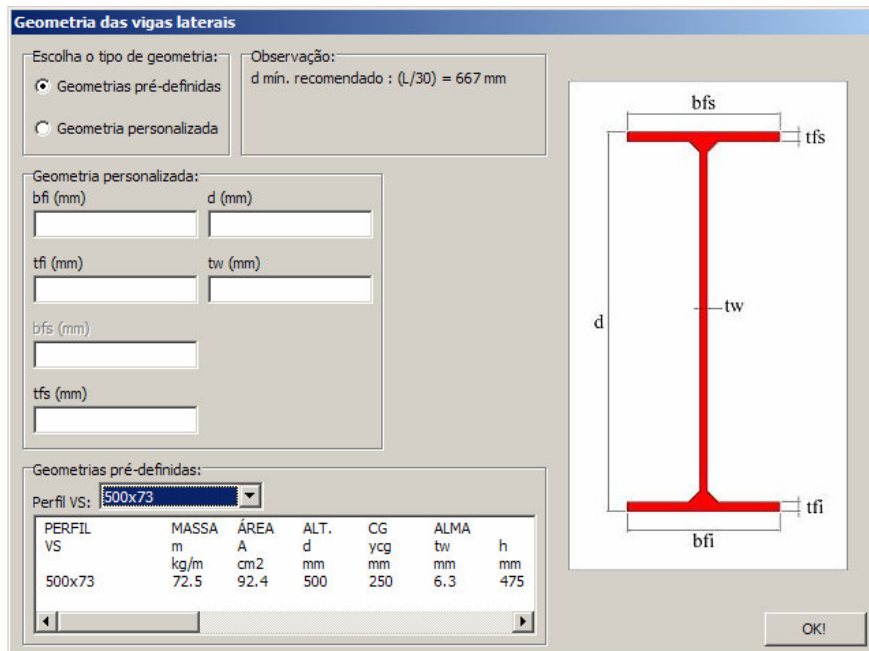 Geometria das vigas laterais
Escolha o tipo de geometria:
Geometrias pré-definidas
Geometria personalizada
Observação:
d mín. recomendado : (L/30) = 667 mm
Geometria personalizada:
bfi (mm) d (mm)
tfi (mm) tw (mm)
bfs (mm)
tfs (mm)
Geometrias pré-definidas:
Perfil VS: 500x73
PERFIL MASSA ÁREA ALT. CG ALMA
VS m A d ycg tw h
kg/m cm2 mm mm mm mm
500x73 72.5 92.4 500 250 6.3 475
bfs
tfs
d
tw
tfi
bfi
OK!